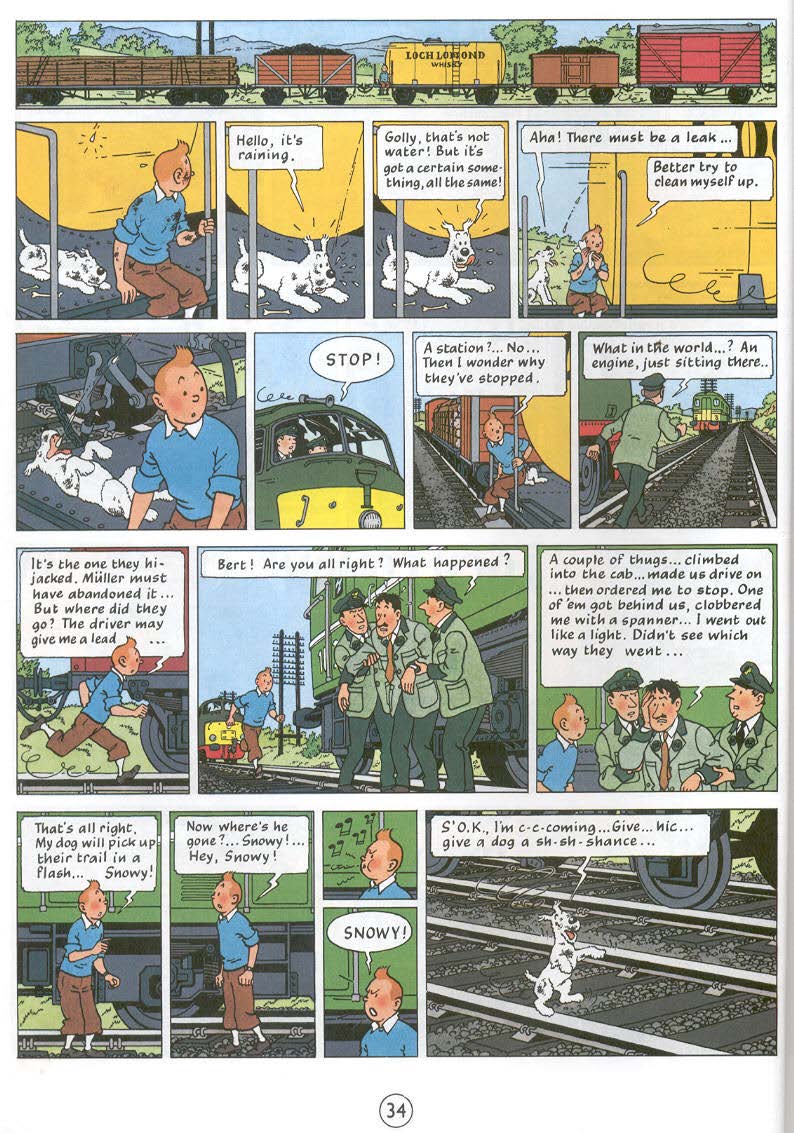 LOCH LOMOND
WHISKY
Hello, it's
raining.
Golly, that's not
water! But it's
got a certain some-
thing, all the same!
Aha! There must be a leak...
Better try to
clean myself up.
STOP!
A station?... No...
Then I wonder why
they've stopped.
What in the world...? An
engine, just sitting there..
It's the one they hi-
jacked. Müller must
have abandoned it...
But where did they
go? The driver may
give me a lead ...
Bert! Are you all right? What happened?
A couple of thugs... climbed
into the cab... made us drive on
... then ordered me to stop. One
of 'em got behind us, clobbered
me with a spanner... I went out
like a light. Didn't see which
way they went...
That's all right.
My dog will pick up
their trail in a
flash... Snowy!
Now where's he
gone?... Snowy!...
Hey, Snowy!
SNOWY!
S'O.K., I'm c-c-coming... Give... hic...
give a dog a sh-sh-shance...
34